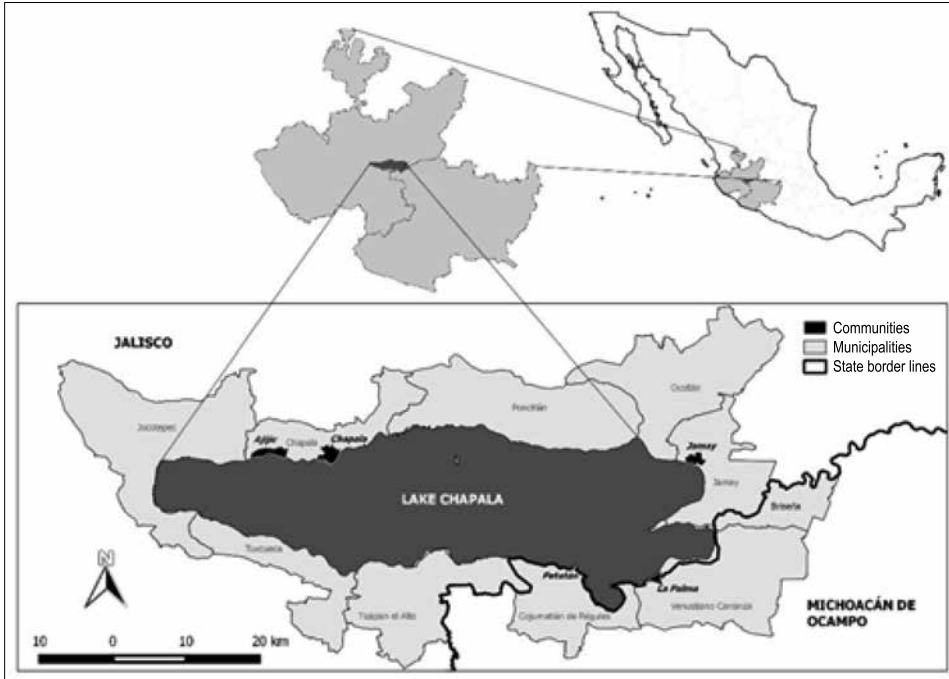 JALISCO
Communities
Municipalities
State border lines
Ocotlán
Poncitlán
Jocotepec
Ajijic
Chapala
Chapala
Jamay
Jamay
LAKE CHAPALA
Briseña
Tuxcueca
N
Petatán
La Palma
Tizapán el Alto
Cojumatlán de Régules
Venustiano Carranza
MICHOACÁN DE
OCAMPO
10 0 10 20 km